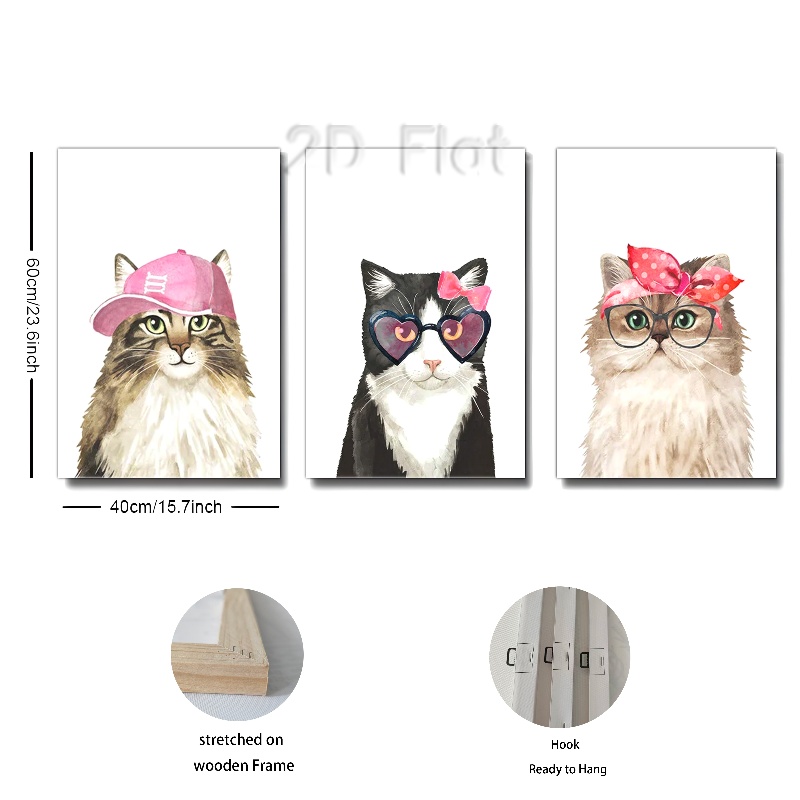 2D Flat
60cm/23.6inch
40cm/15.7inch
stretched on
wooden Frame
Hook
Ready to Hang